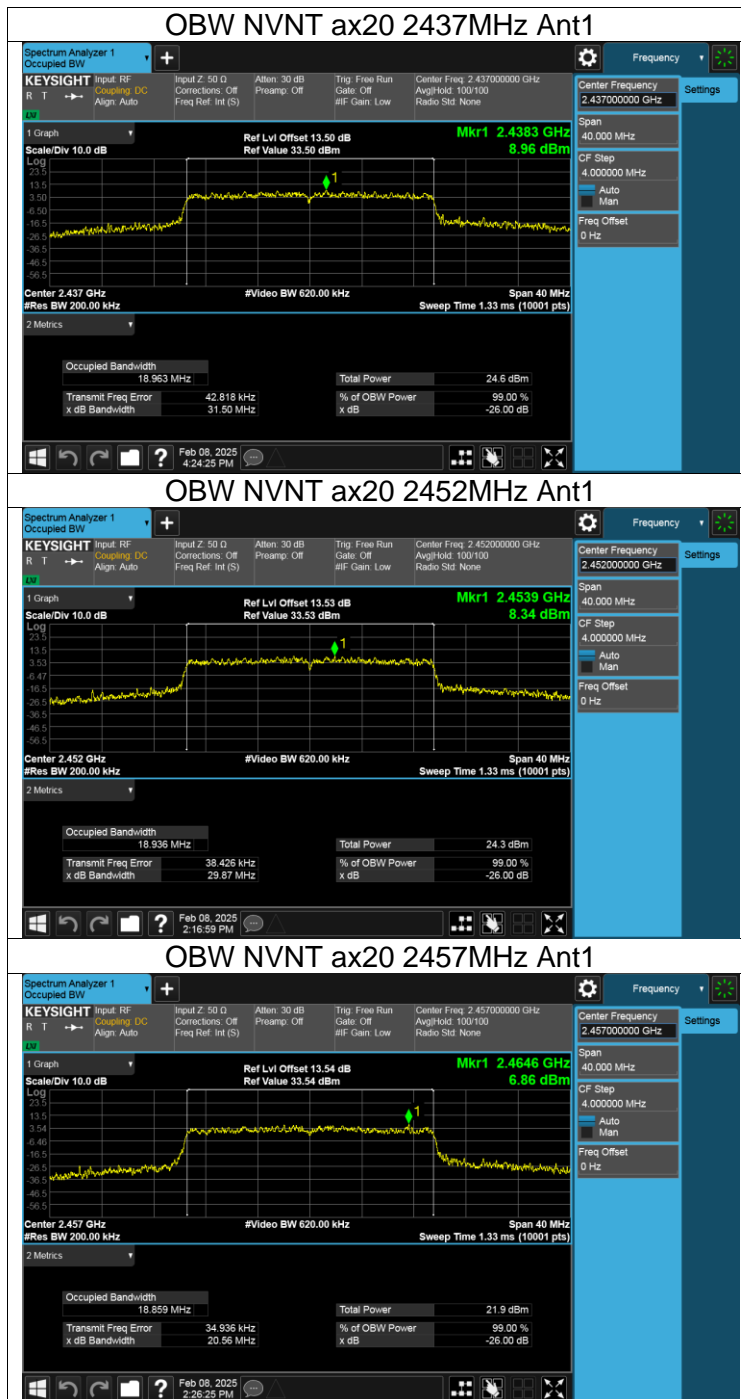 OBW NVNT ax20 2437MHz Ant1
Spectrum Analyzer 1
Occupied BW
+
Frequency
KEYSIGHT Input: RF Input Z: 50 Ω Atten: 30 dB Trig: Free Run Center Freq: 2.437000000 GHz
R T Coupling: DC Corrections: Off Preamp: Off Gate: Off Avg|Hold: 100/100
Align: Auto Freq Ref: Int (S) #IF Gain: Low Radio Std: None
LXI
Center Frequency
2.437000000 GHz
Settings
Span
40.000 MHz
CF Step
4.000000 MHz
Auto
Man
Freq Offset
0 Hz
1 Graph
Ref Lvl Offset 13.50 dB
Mkr1 2.4383 GHz
Scale/Div 10.0 dB
Ref Value 33.50 dBm
8.96 dBm
Log
23.5
13.5
3.50
-6.50
-16.5
-26.5
-36.5
-46.5
-56.5
1
Center 2.437 GHz #Video BW 620.00 kHz Span 40 MHz
#Res BW 200.00 kHz Sweep Time 1.33 ms (10001 pts)
2 Metrics
Occupied Bandwidth
18.963 MHz
Total Power 24.6 dBm
Transmit Freq Error 42.818 kHz % of OBW Power 99.00 %
x dB Bandwidth 31.50 MHz x dB -26.00 dB
? Feb 08, 2025
4:24:25 PM
OBW NVNT ax20 2452MHz Ant1
Spectrum Analyzer 1
Occupied BW
+
Frequency
KEYSIGHT Input: RF Input Z: 50 Ω Atten: 30 dB Trig: Free Run Center Freq: 2.452000000 GHz
R T Coupling: DC Corrections: Off Preamp: Off Gate: Off Avg|Hold: 100/100
Align: Auto Freq Ref: Int (S) #IF Gain: Low Radio Std: None
LXI
Center Frequency
2.452000000 GHz
Settings
Span
40.000 MHz
CF Step
4.000000 MHz
Auto
Man
Freq Offset
0 Hz
1 Graph
Ref Lvl Offset 13.53 dB
Mkr1 2.4539 GHz
Scale/Div 10.0 dB
Ref Value 33.53 dBm
8.34 dBm
Log
23.5
13.5
3.53
-6.47
-16.5
-26.5
-36.5
-46.5
-56.5
1
Center 2.452 GHz #Video BW 620.00 kHz Span 40 MHz
#Res BW 200.00 kHz Sweep Time 1.33 ms (10001 pts)
2 Metrics
Occupied Bandwidth
18.936 MHz
Total Power 24.3 dBm
Transmit Freq Error 38.426 kHz % of OBW Power 99.00 %
x dB Bandwidth 29.87 MHz x dB -26.00 dB
? Feb 08, 2025
2:16:59 PM
OBW NVNT ax20 2457MHz Ant1
Spectrum Analyzer 1
Occupied BW
+
Frequency
KEYSIGHT Input: RF Input Z: 50 Ω Atten: 30 dB Trig: Free Run Center Freq: 2.457000000 GHz
R T Coupling: DC Corrections: Off Preamp: Off Gate: Off Avg|Hold: 100/100
Align: Auto Freq Ref: Int (S) #IF Gain: Low Radio Std: None
LXI
Center Frequency
2.457000000 GHz
Settings
Span
40.000 MHz
CF Step
4.000000 MHz
Auto
Man
Freq Offset
0 Hz
1 Graph
Ref Lvl Offset 13.54 dB
Mkr1 2.4646 GHz
Scale/Div 10.0 dB
Ref Value 33.54 dBm
6.86 dBm
Log
23.5
13.5
3.54
-6.46
-16.5
-26.5
-36.5
-46.5
-56.5
1
Center 2.457 GHz #Video BW 620.00 kHz Span 40 MHz
#Res BW 200.00 kHz Sweep Time 1.33 ms (10001 pts)
2 Metrics
Occupied Bandwidth
18.859 MHz
Total Power 21.9 dBm
Transmit Freq Error 34.936 kHz % of OBW Power 99.00 %
x dB Bandwidth 20.56 MHz x dB -26.00 dB
? Feb 08, 2025
2:26:25 PM